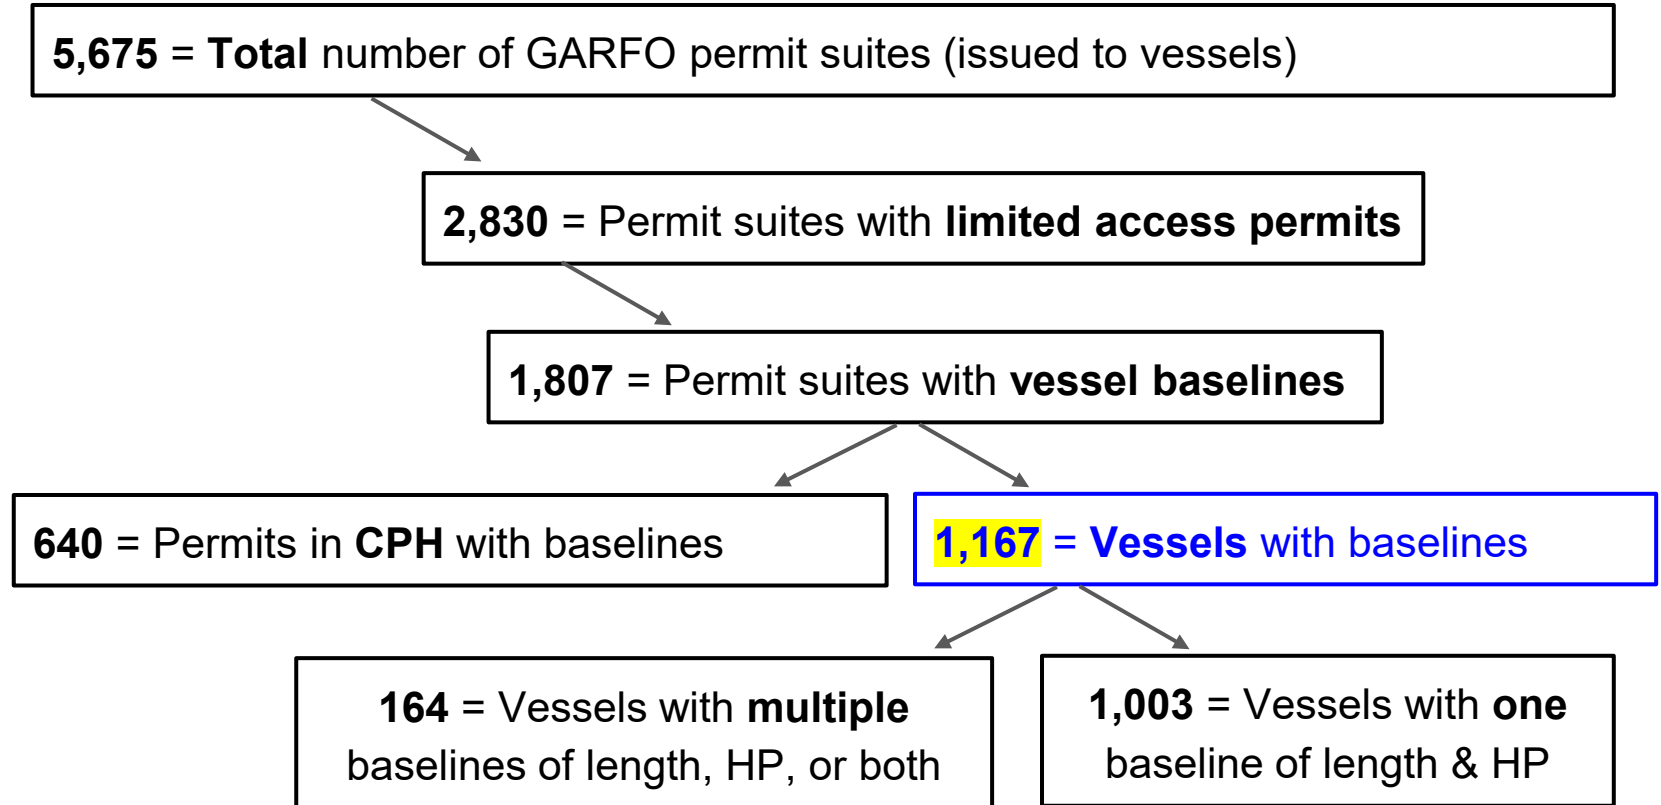 5,675 = Total number of GARFO permit suites (issued to vessels)
2,830 = Permit suites with limited access permits
1,807 = Permit suites with vessel baselines
640 = Permits in CPH with baselines
1,167 = Vessels with baselines
164 = Vessels with multiple
baselines of length, HP, or both
1,003 = Vessels with one
baseline of length & HP